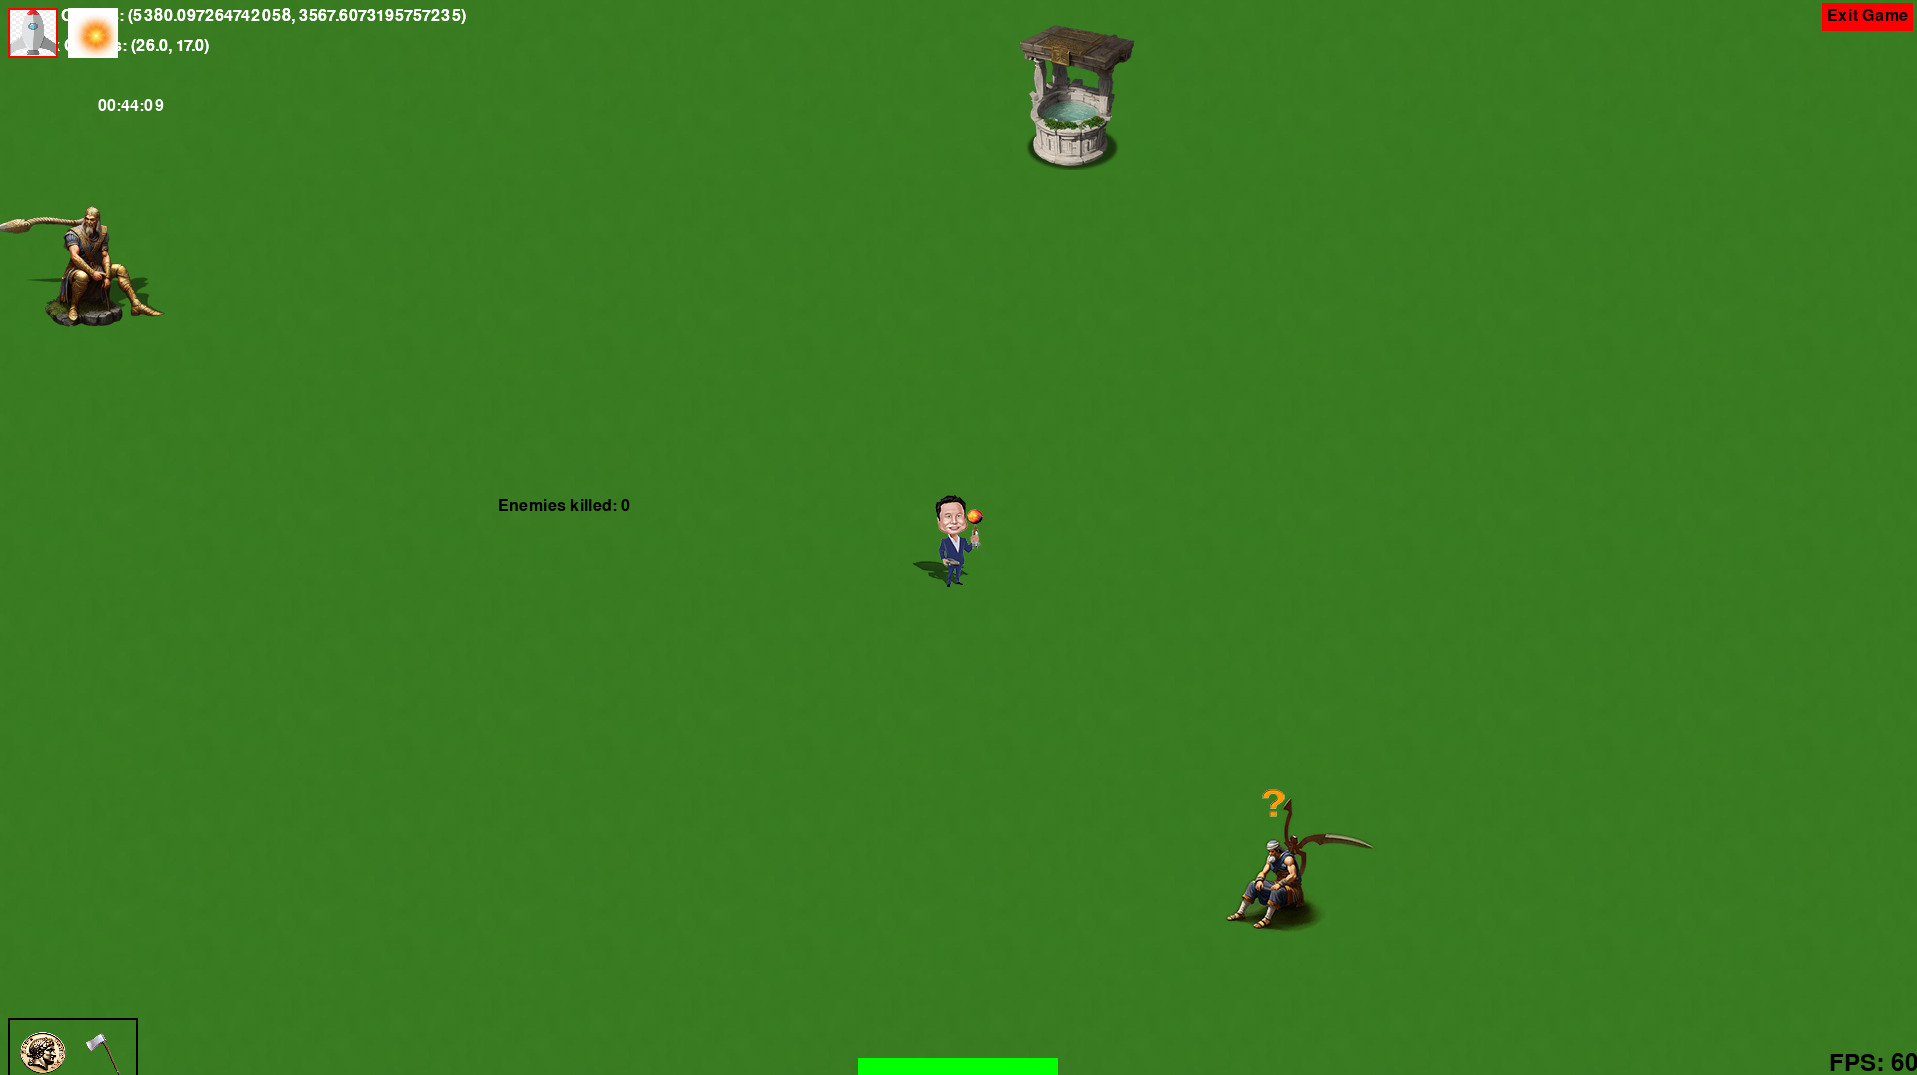 : (5380.097264742058, 3567.6073195757235)
s: (26.0, 17.0)
00:44:09
Exit Game
Enemies killed: 0
?
FPS: 60